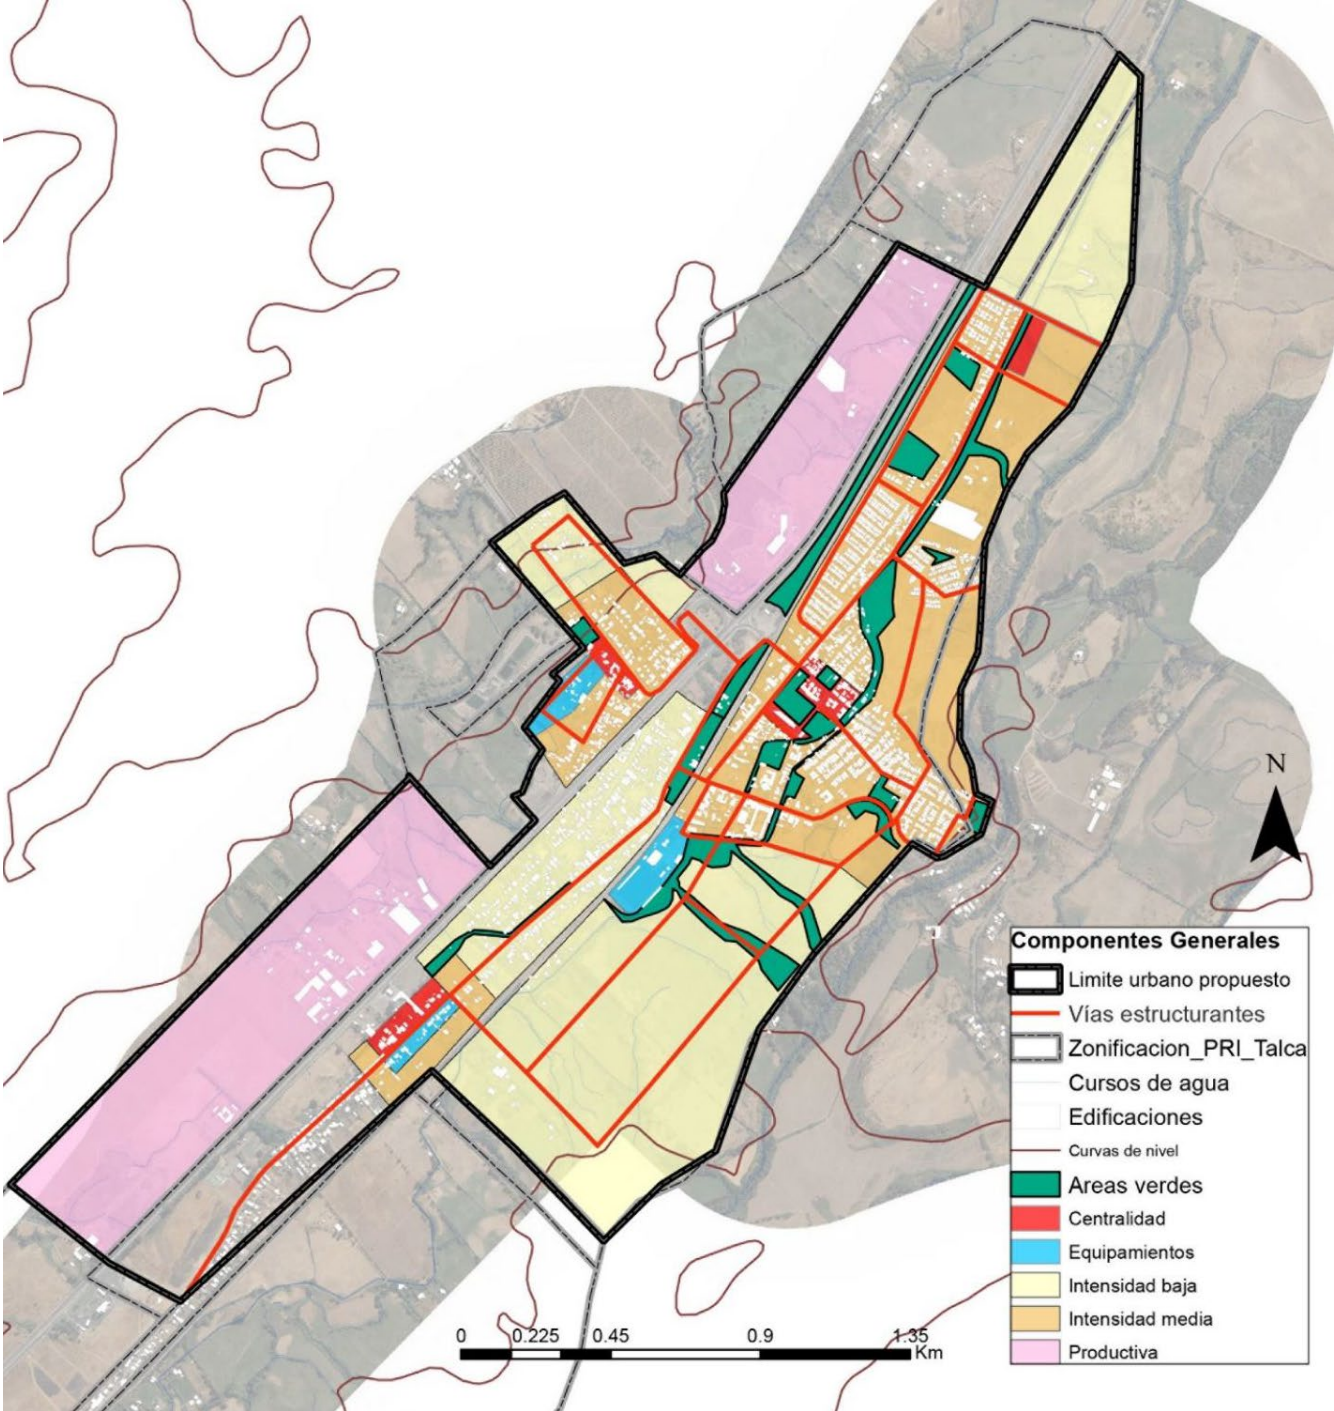 N
Componentes Generales
Limite urbano propuesto
Vías estructurantes
Zonificacion_PRI_Talca
Cursos de agua
Edificaciones
Curvas de nivel
Areas verdes
Centralidad
Equipamientos
Intensidad baja
Intensidad media
Productiva
0 0.225 0.45 0.9 1.35
Km